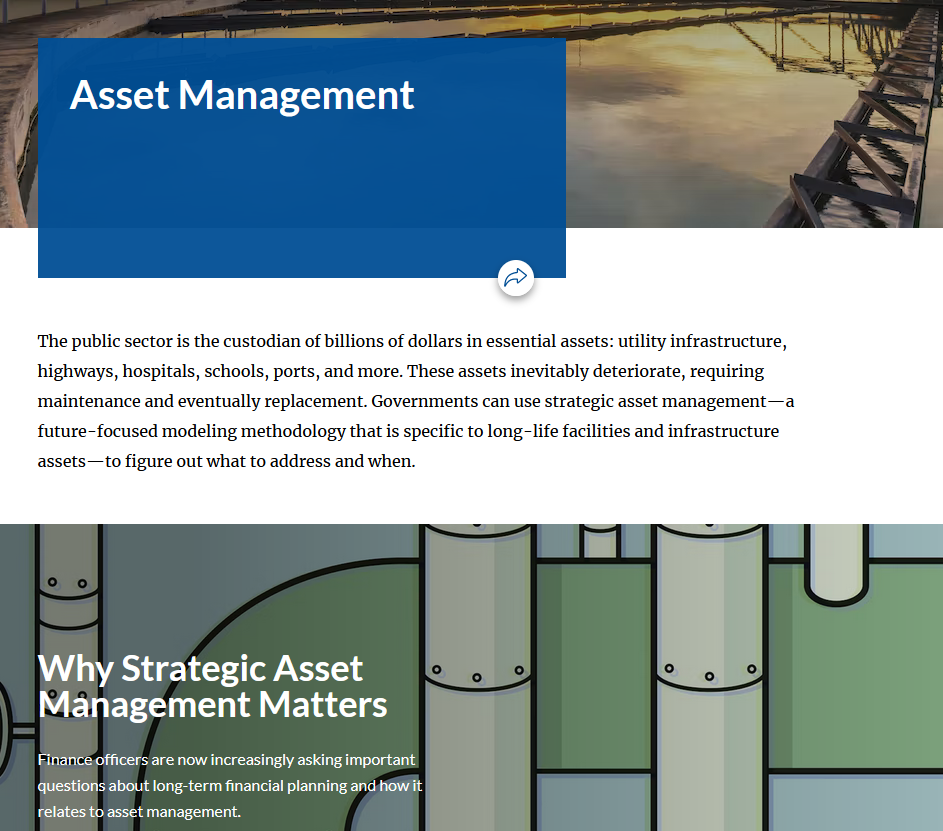 Asset Management
The public sector is the custodian of billions of dollars in essential assets: utility infrastructure,
highways, hospitals, schools, ports, and more. These assets inevitably deteriorate, requiring
maintenance and eventually replacement. Governments can use strategic asset management—a
future-focused modeling methodology that is specific to long-life facilities and infrastructure
assets—to figure out what to address and when.
Why Strategic Asset
Management Matters
Finance officers are now increasingly asking important
questions about long-term financial planning and how it
relates to asset management.